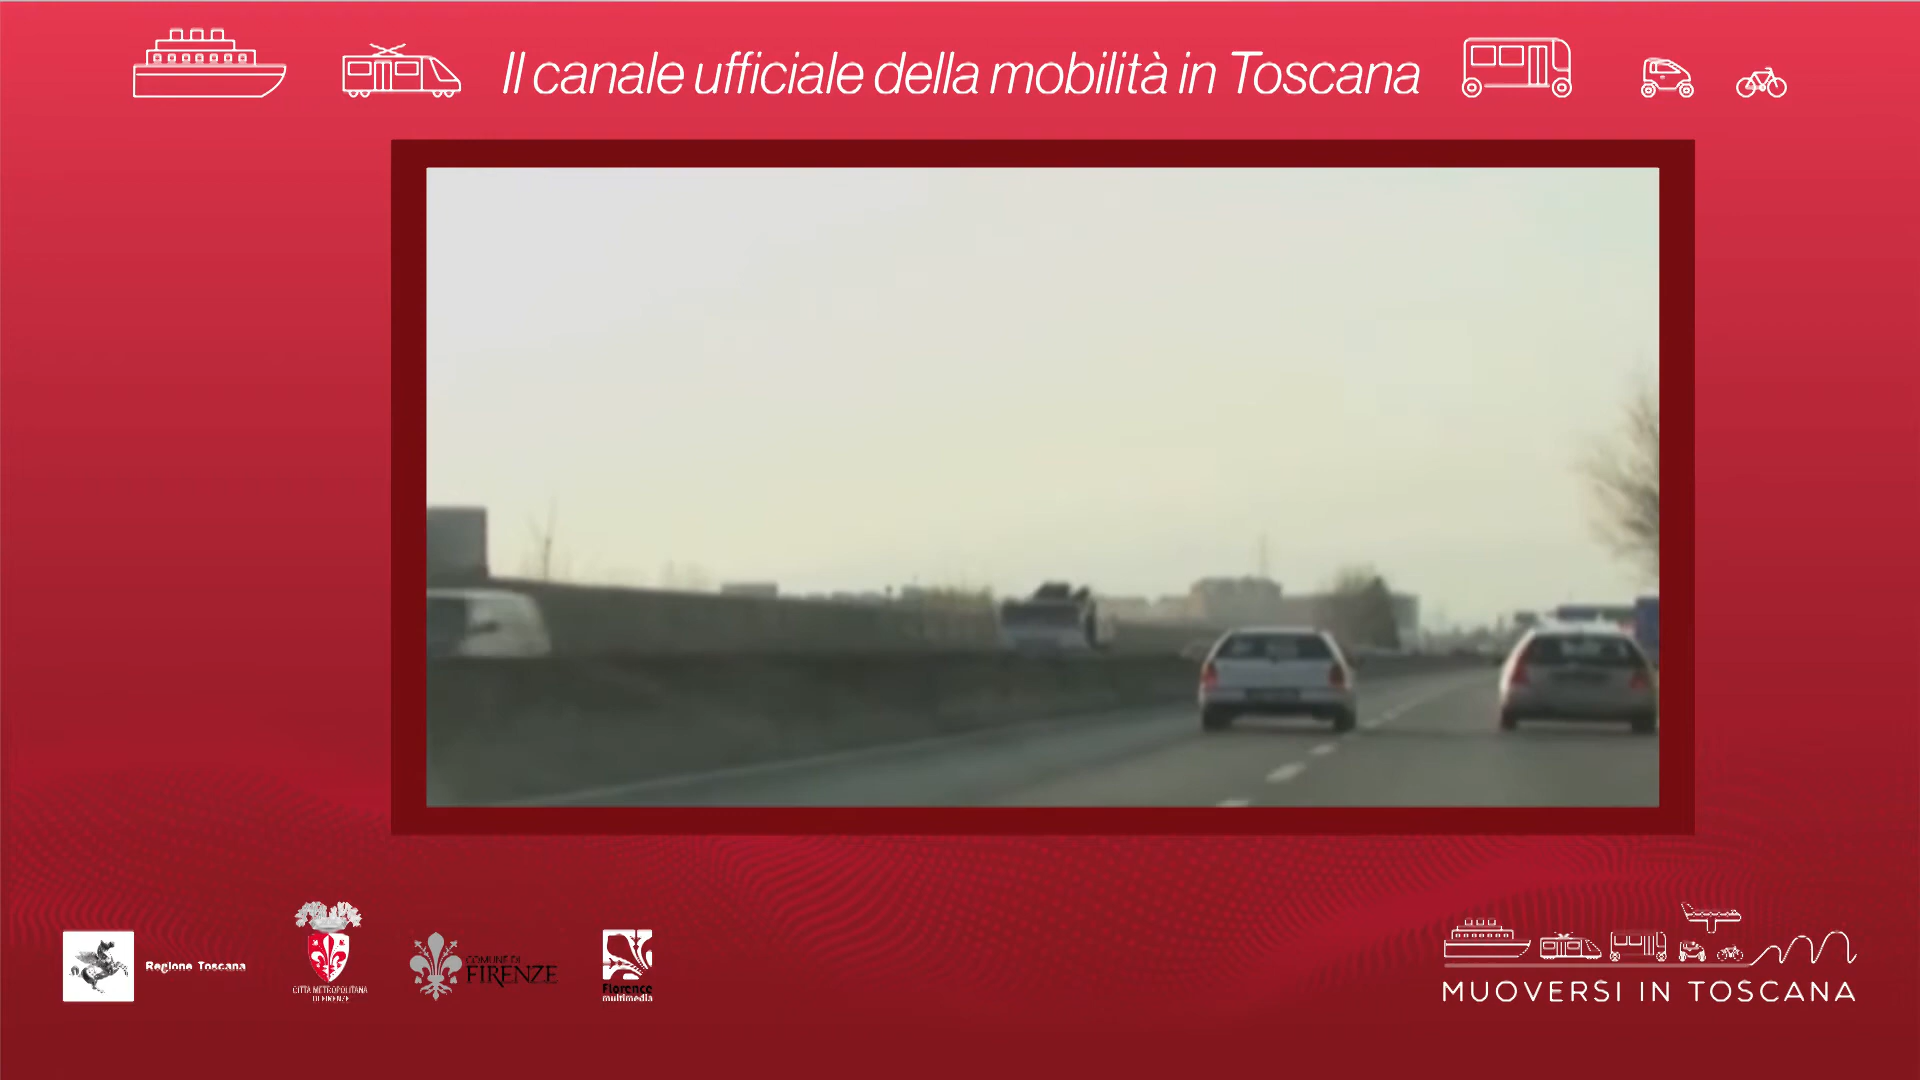 Il canale ufficiale della mobilità in Toscana
Regione Toscana
CITTÀ METROPOLITANA
DI FIRENZE
COMUNE DI
FIRENZE
Florence
multimedia
MUOVERSI IN TOSCANA